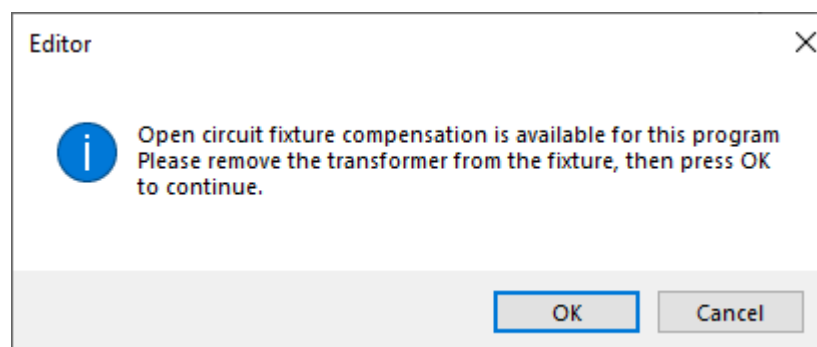 Editor
Open circuit fixture compensation is available for this program
Please remove the transformer from the fixture, then press OK
to continue.
OK
Cancel